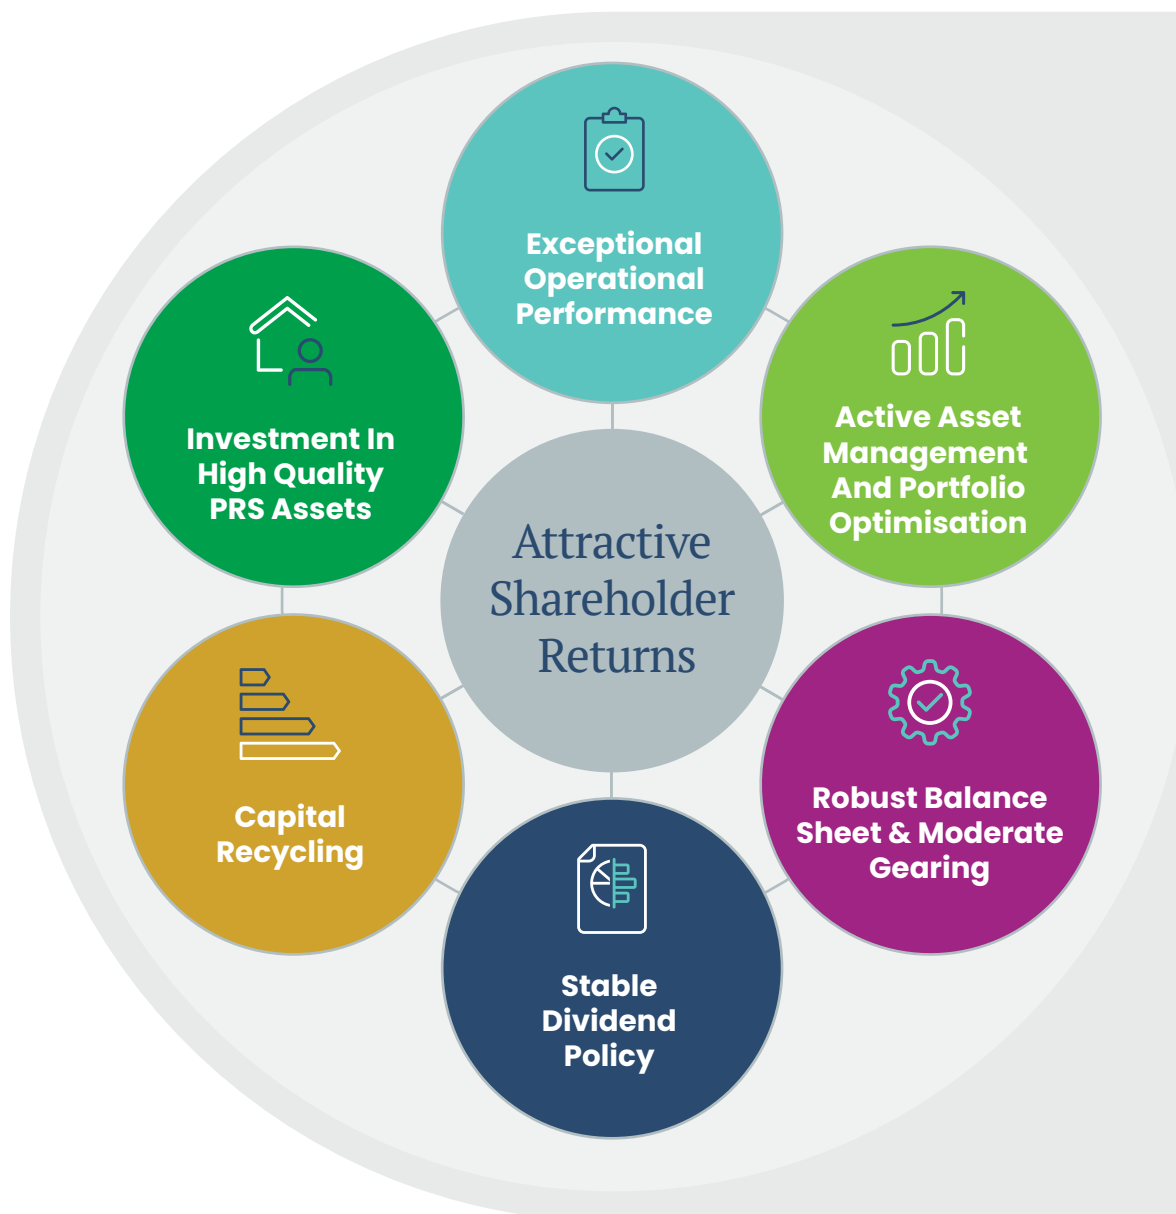 Exceptional
Operational
Performance
Investment In
High Quality
PRS Assets
Active Asset
Management
And Portfolio
Optimisation
Attractive
Shareholder
Returns
Capital
Recycling
Robust Balance
Sheet & Moderate
Gearing
Stable
Dividend
Policy